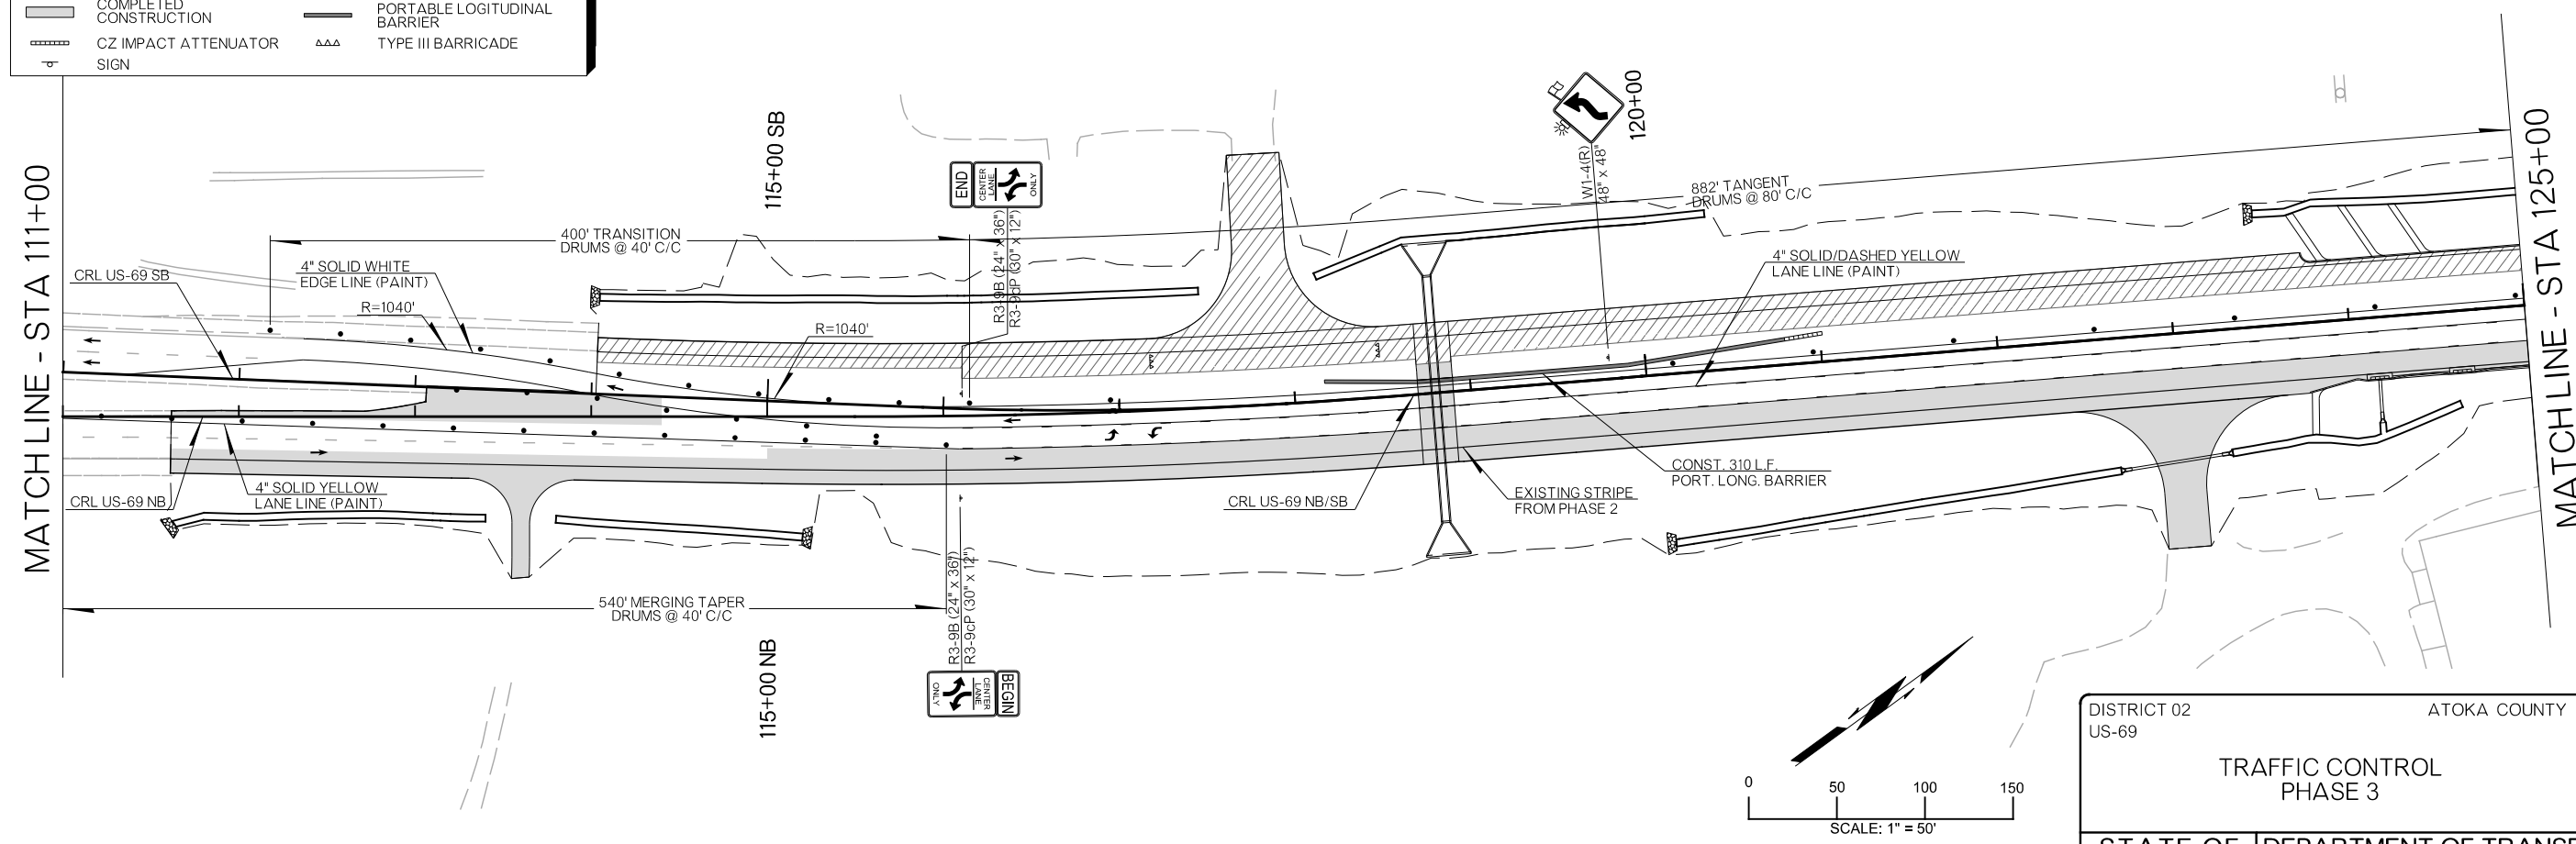 COMPLETED
CONSTRUCTION
PORTABLE LOGITUDINAL
BARRIER
CZ IMPACT ATTENUATOR
TYPE III BARRICADE
SIGN
MATCH LINE - STA 111+00
115+00 SB
END
CENTER
LANE
ONLY
R3-9B (24" x 36")
R3-9dP (30" x 12")
120+00
W1-4(R)
48" x 48"
882' TANGENT
DRUMS @ 80' C/C
MATCH LINE - STA 125+00
400' TRANSITION
DRUMS @ 40' C/C
CRL US-69 SB
4" SOLID WHITE
EDGE LINE (PAINT)
R=1040'
R=1040'
4" SOLID/DASHED YELLOW
LANE LINE (PAINT)
CRL US-69 NB
4" SOLID YELLOW
LANE LINE (PAINT)
CRL US-69 NB/SB
EXISTING STRIPE
FROM PHASE 2
CONST. 310 L.F.
PORT. LONG. BARRIER
540' MERGING TAPER
DRUMS @ 40' C/C
R3-9B (24" x 36")
R3-9cP (30" x 12")
115+00 NB
BEGIN
CENTER
LANE
ONLY
0 50 100 150
SCALE: 1" = 50'
DISTRICT 02 ATOKA COUNTY
US-69
TRAFFIC CONTROL
PHASE 3
STATE OF DEPARTMENT OF